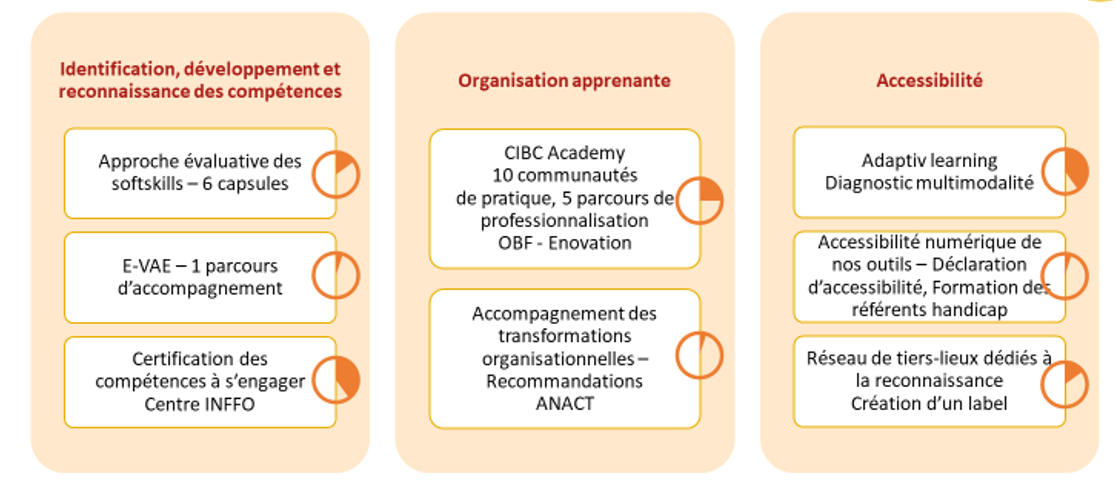 Identification, développement et
reconnaissance des compétences
Approche évaluative des
softskills – 6 capsules
E-VAE – 1 parcours
d’accompagnement
Certification des
compétences à s’engager
Centre INFFO
Organisation apprenante
CIBC Academy
10 communautés
de pratique, 5 parcours de
professionnalisation
OBF - Enovation
Accompagnement des
transformations
organisationnelles –
Recommandations
ANACT
Accessibilité
Adaptiv learning
Diagnostic multimodalité
Accessibilité numérique de
nos outils – Déclaration
d’accessibilité, Formation des
référents handicap
Réseau de tiers-lieux dédiés à
la reconnaissance
Création d’un label